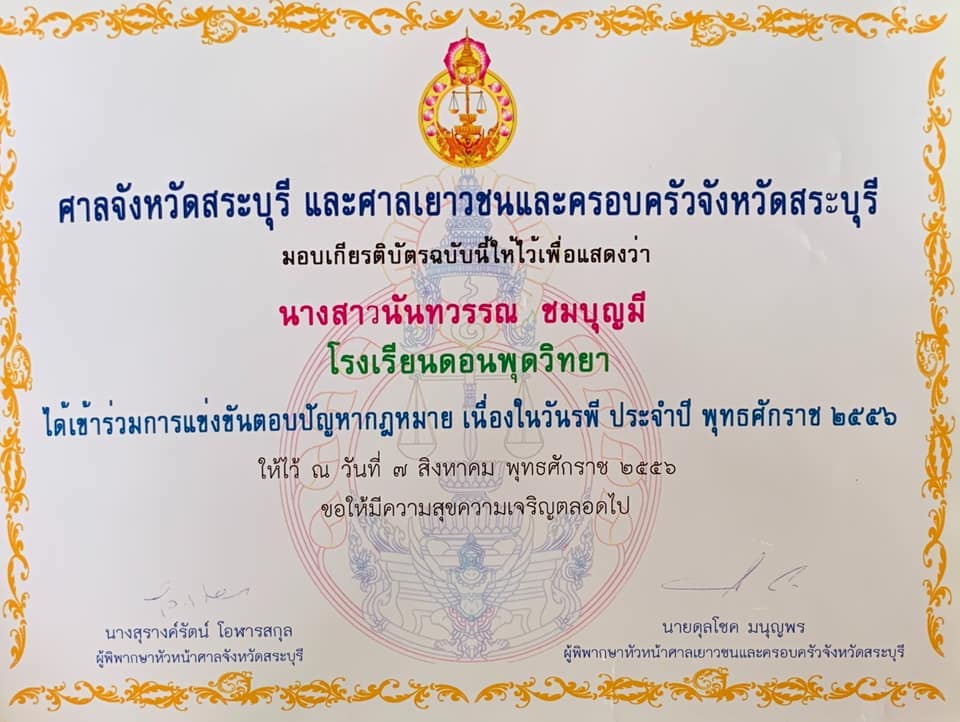 ศาลจังหวัดสระบุรี และศาลเยาวชนและครอบครัวจังหวัดสระบุรี
มอบเกียรติบัตรฉบับนี้ให้ไว้เพื่อแสดงว่า
นางสาวนันทวรรณ ชมบุญมี
โรงเรียนดอนพุดวิทยา
ได้เข้าร่วมการแข่งขันตอบปัญหากฎหมาย เนื่องในวันรพี ประจำปี พุทธศักราช ๒๕๕๖
ให้ไว้ ณ วันที่ ๗ สิงหาคม พุทธศักราช ๒๕๕๖
ขอให้มีความสุขความเจริญตลอดไป
นางสุรางค์รัตน์ โอฬารสกุล
ผู้พิพากษาหัวหน้าศาลจังหวัดสระบุรี
นายดุลโชค มนุญพร
ผู้พิพากษาหัวหน้าศาลเยาวชนและครอบครัวจังหวัดสระบุรี